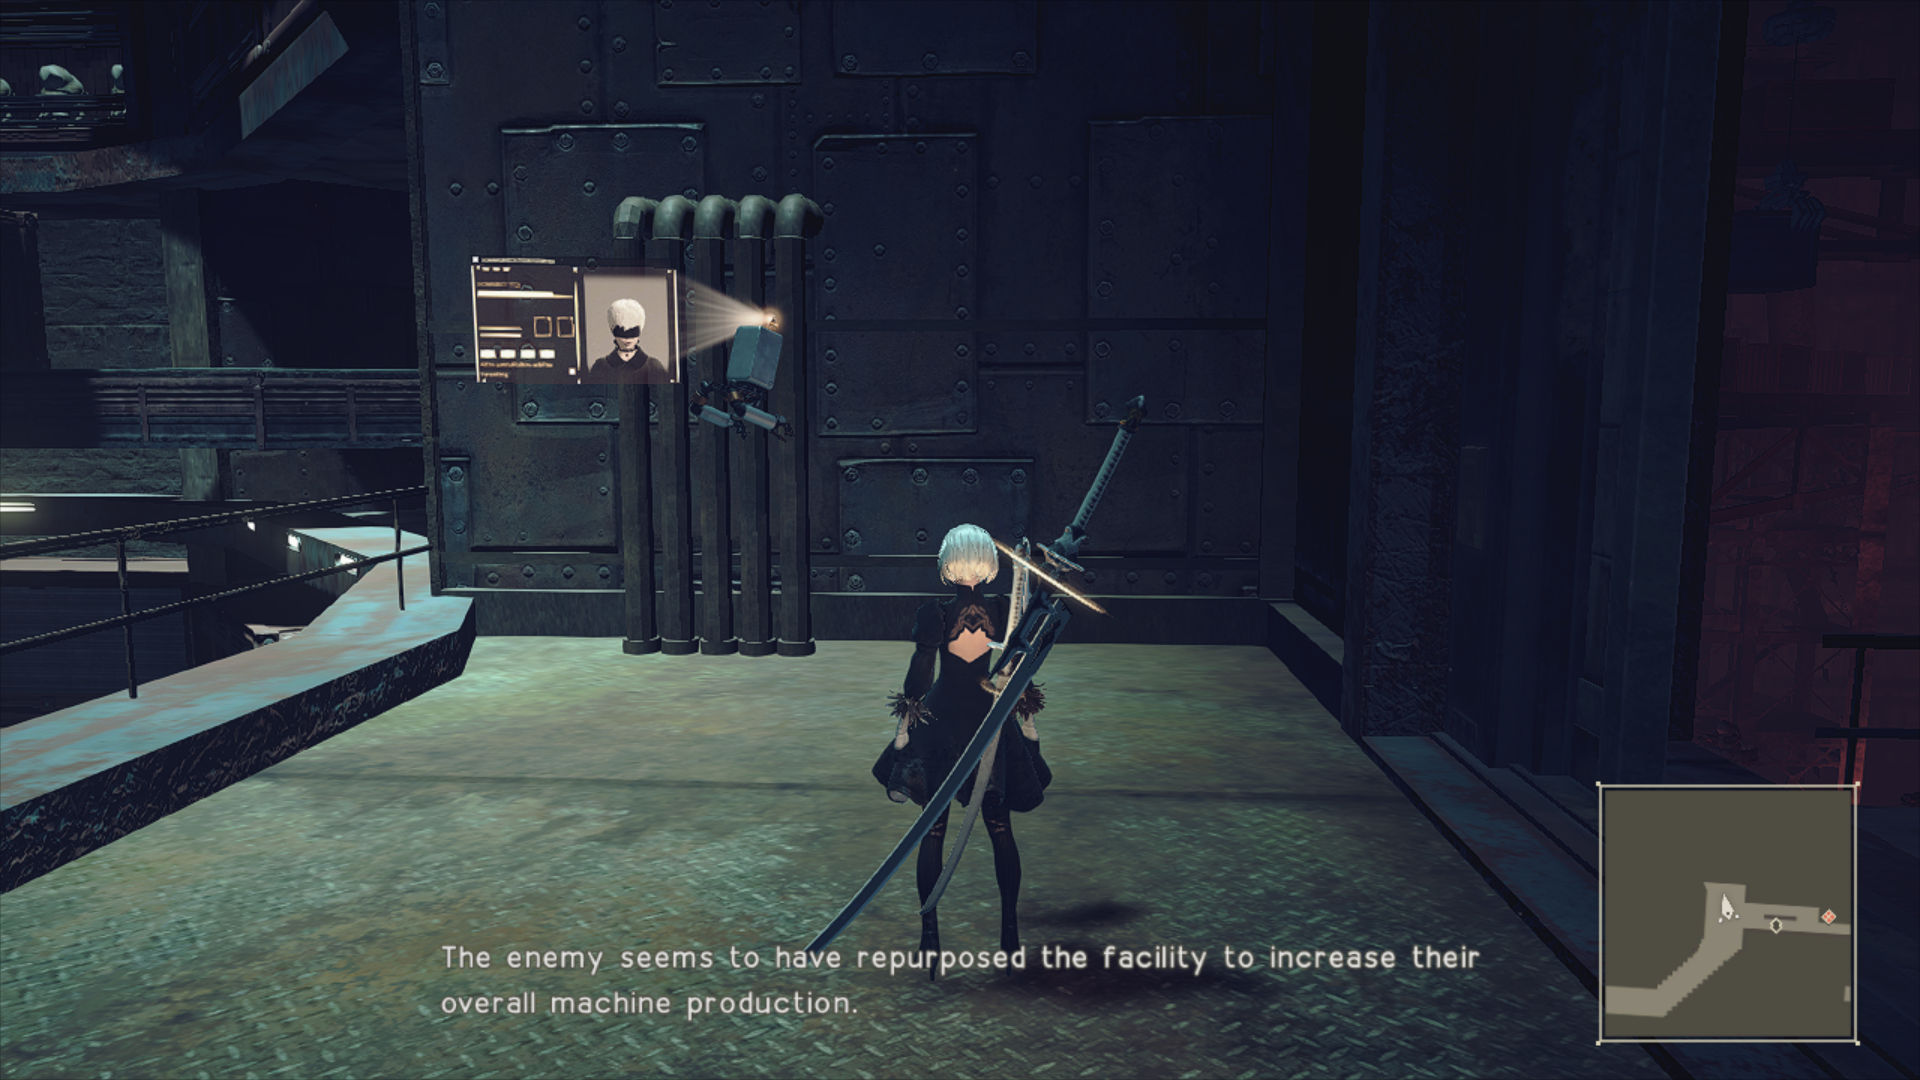 The enemy seems to have repurposed the facility to increase their
overall machine production.